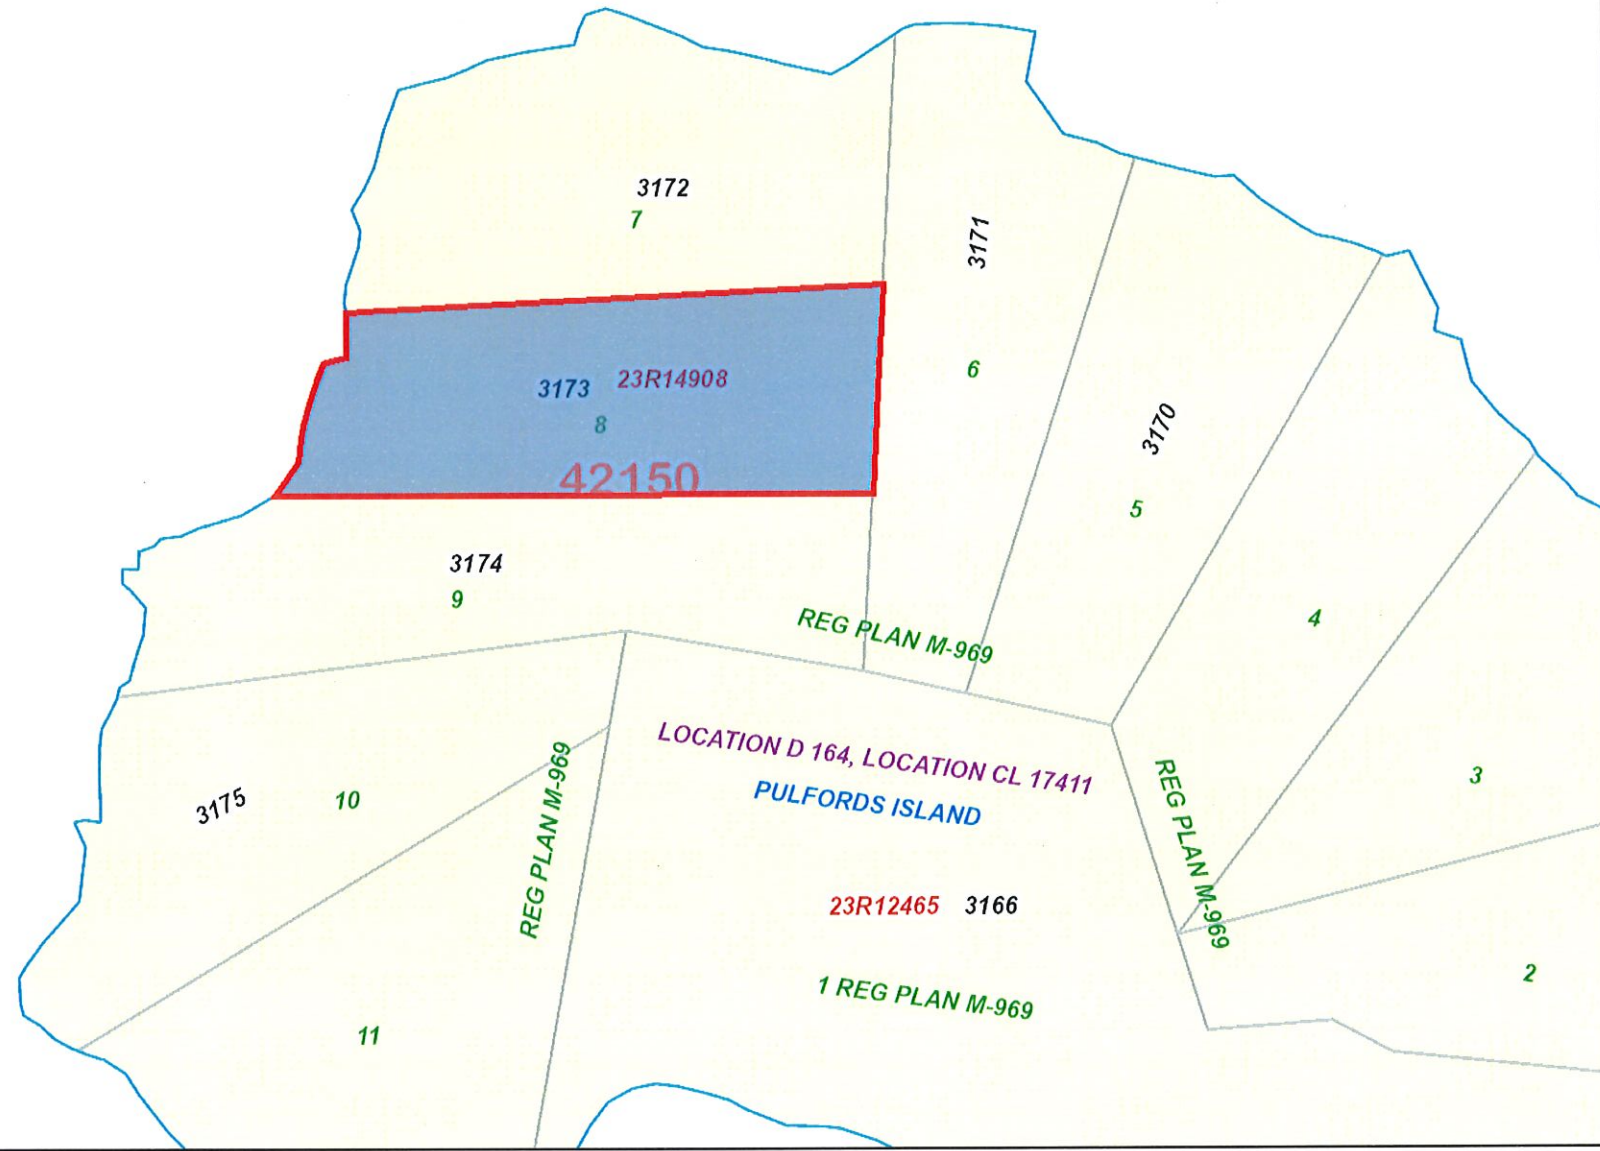 3172
7
3171
3173
23R14908
6
8
3170
42150
5
3174
9
REG PLAN M-969
4
LOCATION D 164, LOCATION CL 17411
PULFORDS ISLAND
REG PLAN M-969
REG PLAN M-969
3
3175
10
23R12465
3166
1 REG PLAN M-969
2
11